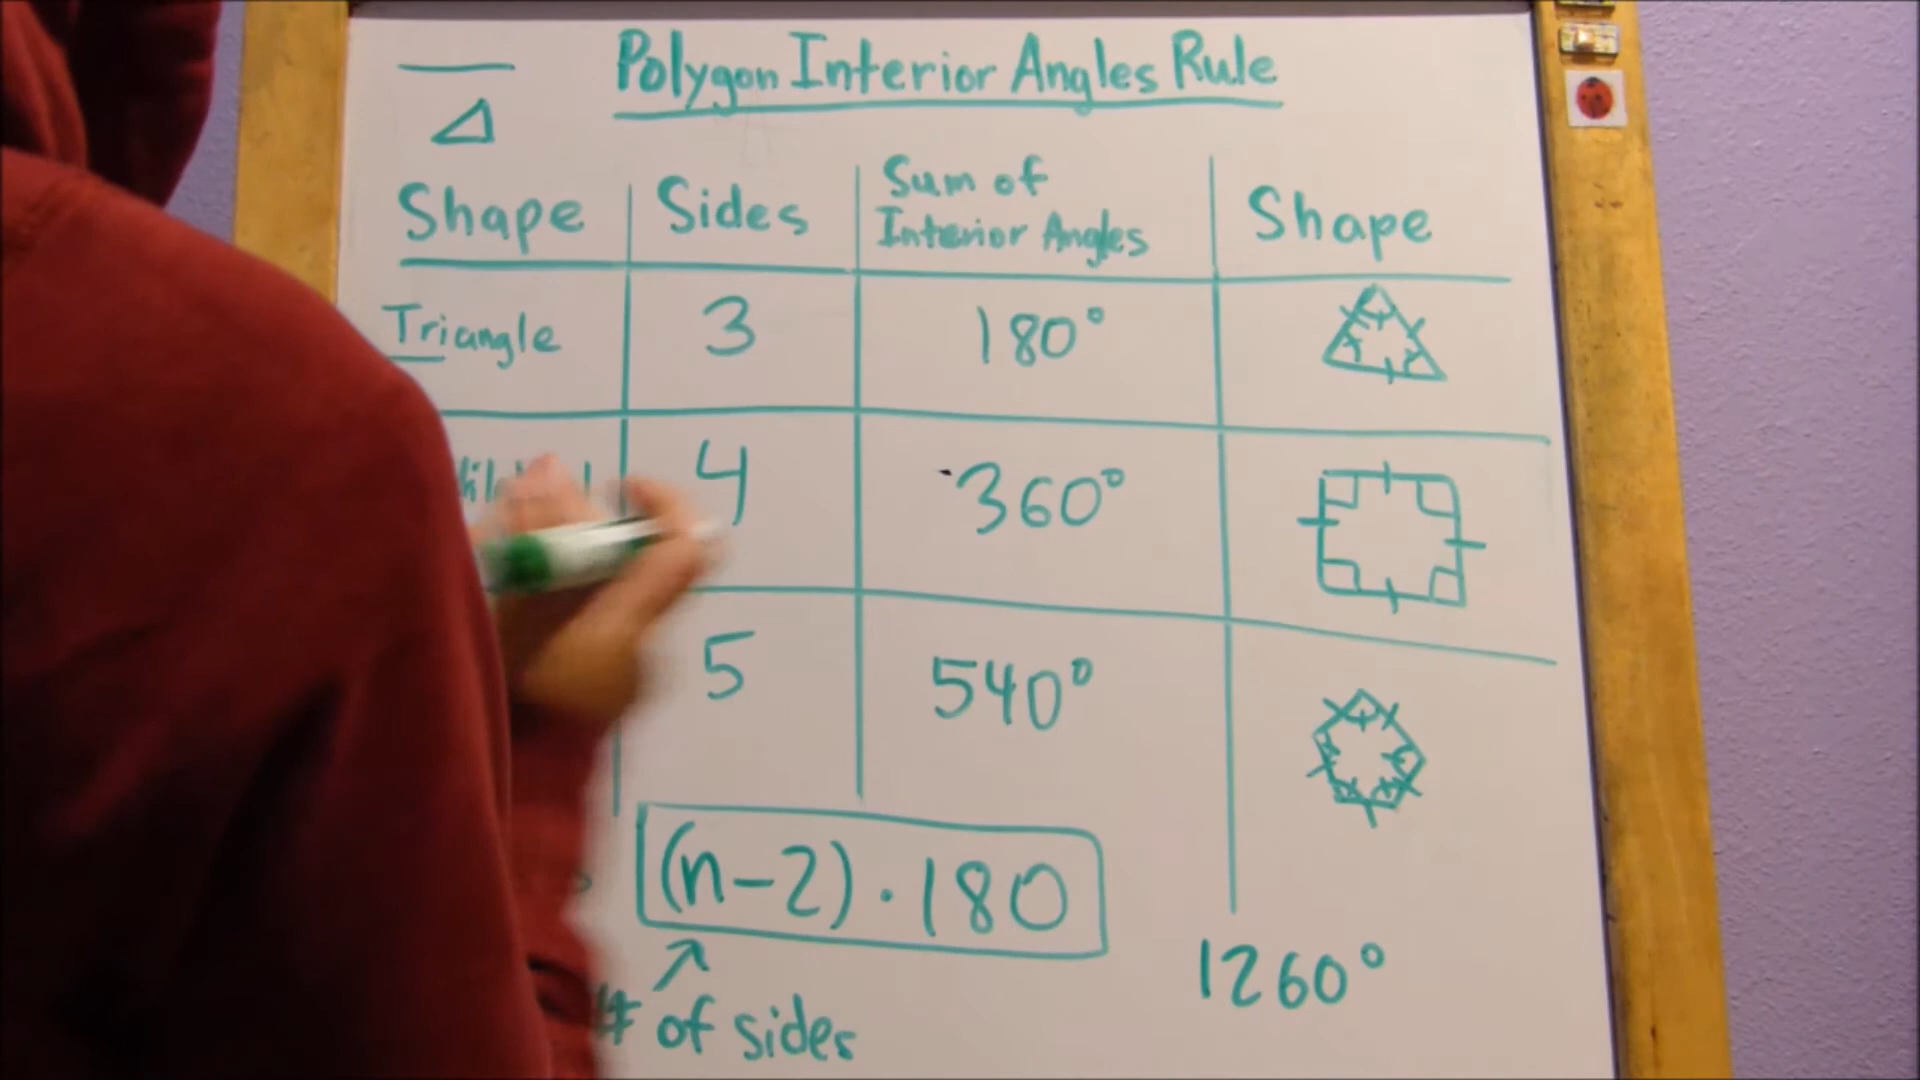 Polygon Interior Angles Rule
Shape Sides Sum of Interior Angles Shape
Triangle 3 180°
4 360°
5 540°
(n-2) · 180
1260°
# of sides